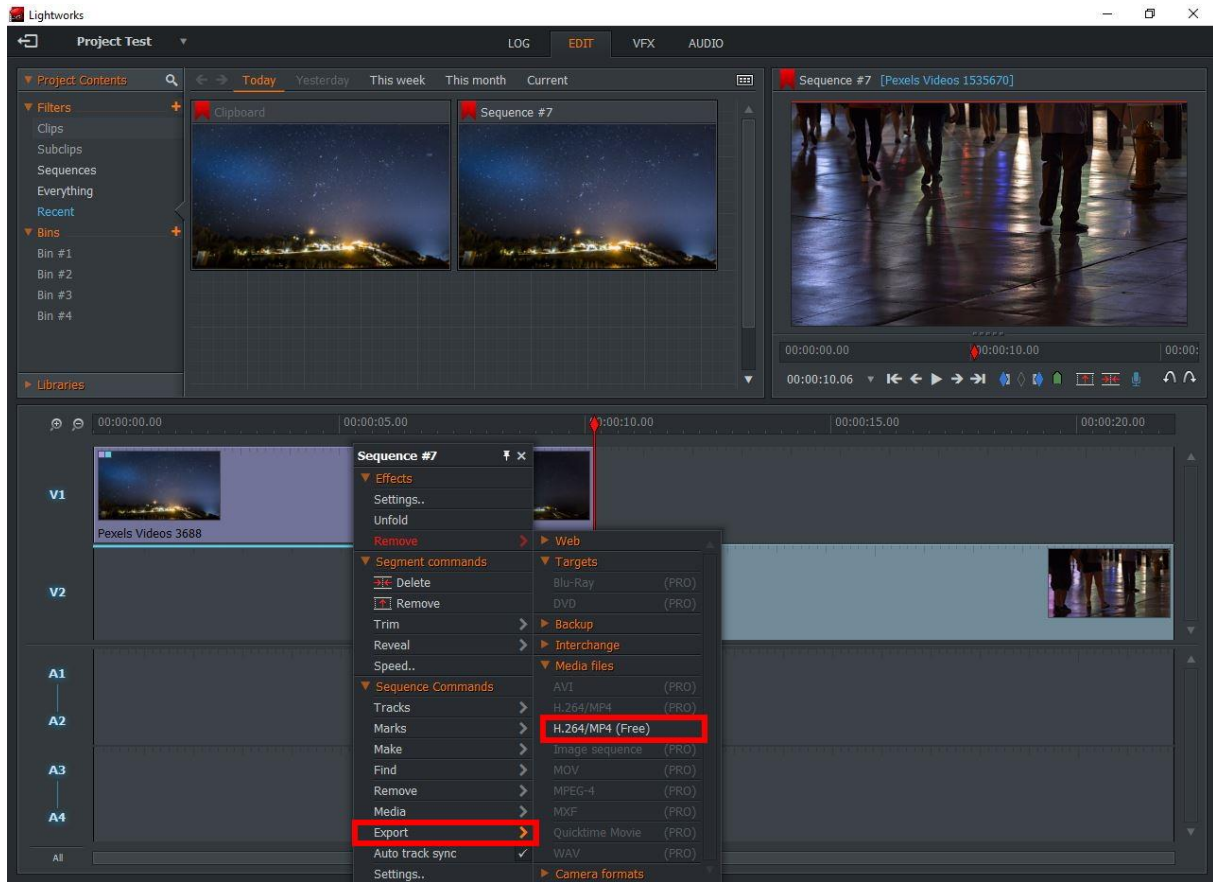 Lightworks
Project Test
LOG EDIT VFX AUDIO
Project Contents
Today Yesterday This week This month Current
Sequence #7 [Pexels Videos 1535670]
Filters
Clips
Subclips
Sequences
Everything
Recent
Bins
Bin #1
Bin #2
Bin #3
Bin #4
Libraries
Clipboard
Sequence #7
00:00:00.00 00:00:10.00 00:00:
00:00:10.06
00:00:00.00 00:00:05.00 00:00:10.00 00:00:15.00 00:00:20.00
V1
Pexels Videos 3688
V2
A1
A2
A3
A4
All
Sequence #7
Effects
Settings..
Unfold
Remove
Segment commands
Delete
Remove
Trim
Reveal
Speed..
Sequence Commands
Tracks
Marks
Make
Find
Remove
Media
Export
Auto track sync
Settings..
Web
Targets
Blu-Ray (PRO)
DVD (PRO)
Backup
Interchange
Media files
AVI (PRO)
H.264/MP4 (PRO)
H.264/MP4 (Free)
Image sequence (PRO)
MOV (PRO)
MPEG-4 (PRO)
MXF (PRO)
Quicktime Movie (PRO)
WAV (PRO)
Camera formats